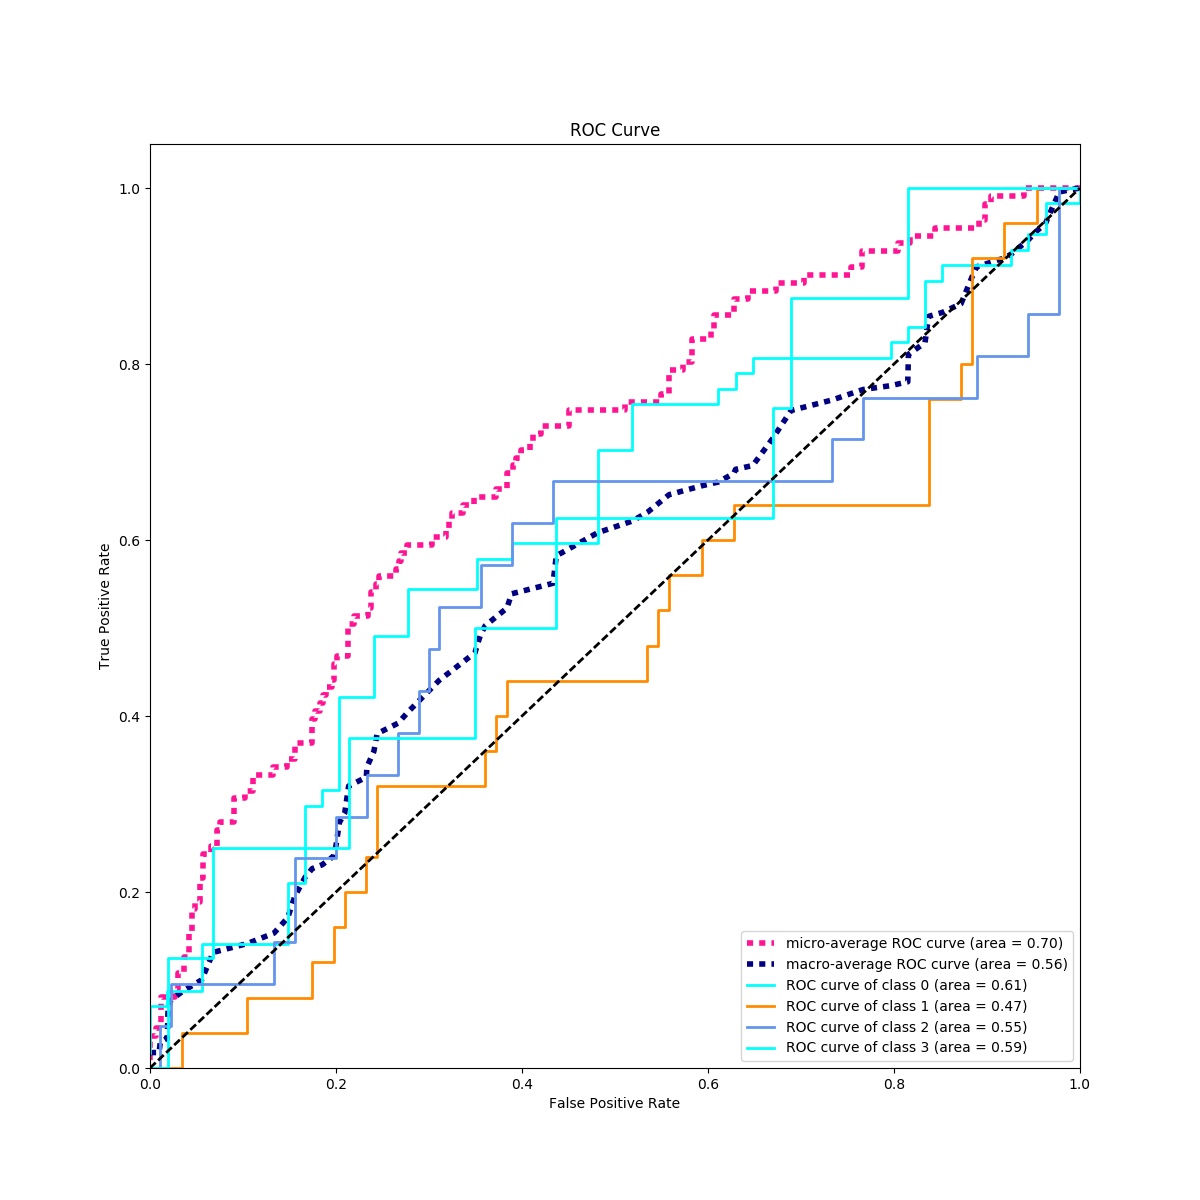 ROC Curve
1.0
0.8
0.6
0.4
0.2
0.0
True Positive Rate
0.0 0.2 0.4 0.6 0.8 1.0
False Positive Rate
micro-average ROC curve (area = 0.70)
macro-average ROC curve (area = 0.56)
ROC curve of class 0 (area = 0.61)
ROC curve of class 1 (area = 0.47)
ROC curve of class 2 (area = 0.55)
ROC curve of class 3 (area = 0.59)